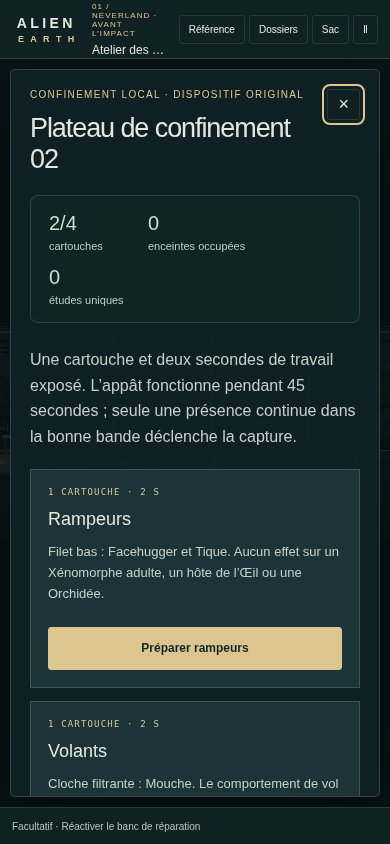 ALIEN
EARTH
01 /
NEVERLAND ·
AVANT
L'IMPACT
Atelier de ...
Référence
Dossiers
Sac
II
CONFINEMENT LOCAL · DISPOSITIF ORIGINAL
×
Plateau de confinement
02
2/4
cartouches
0
enceintes occupées
0
études uniques
Une cartouche et deux secondes de travail
exposé. L’appât fonctionne pendant 45
secondes ; seule une présence continue dans
la bonne bande déclenche la capture.
1 CARTOUCHE · 2 S
Rampeurs
Filet bas : Facehugger et Tique. Aucun effet sur un
Xénomorphe adulte, un hôte de l’Œil ou une
Orchidée.
Préparer rampeurs
1 CARTOUCHE · 2 S
Volants
Cloche filtrante : Mouche. Le comportement de vol
Facultatif · Réactiver le banc de réparation